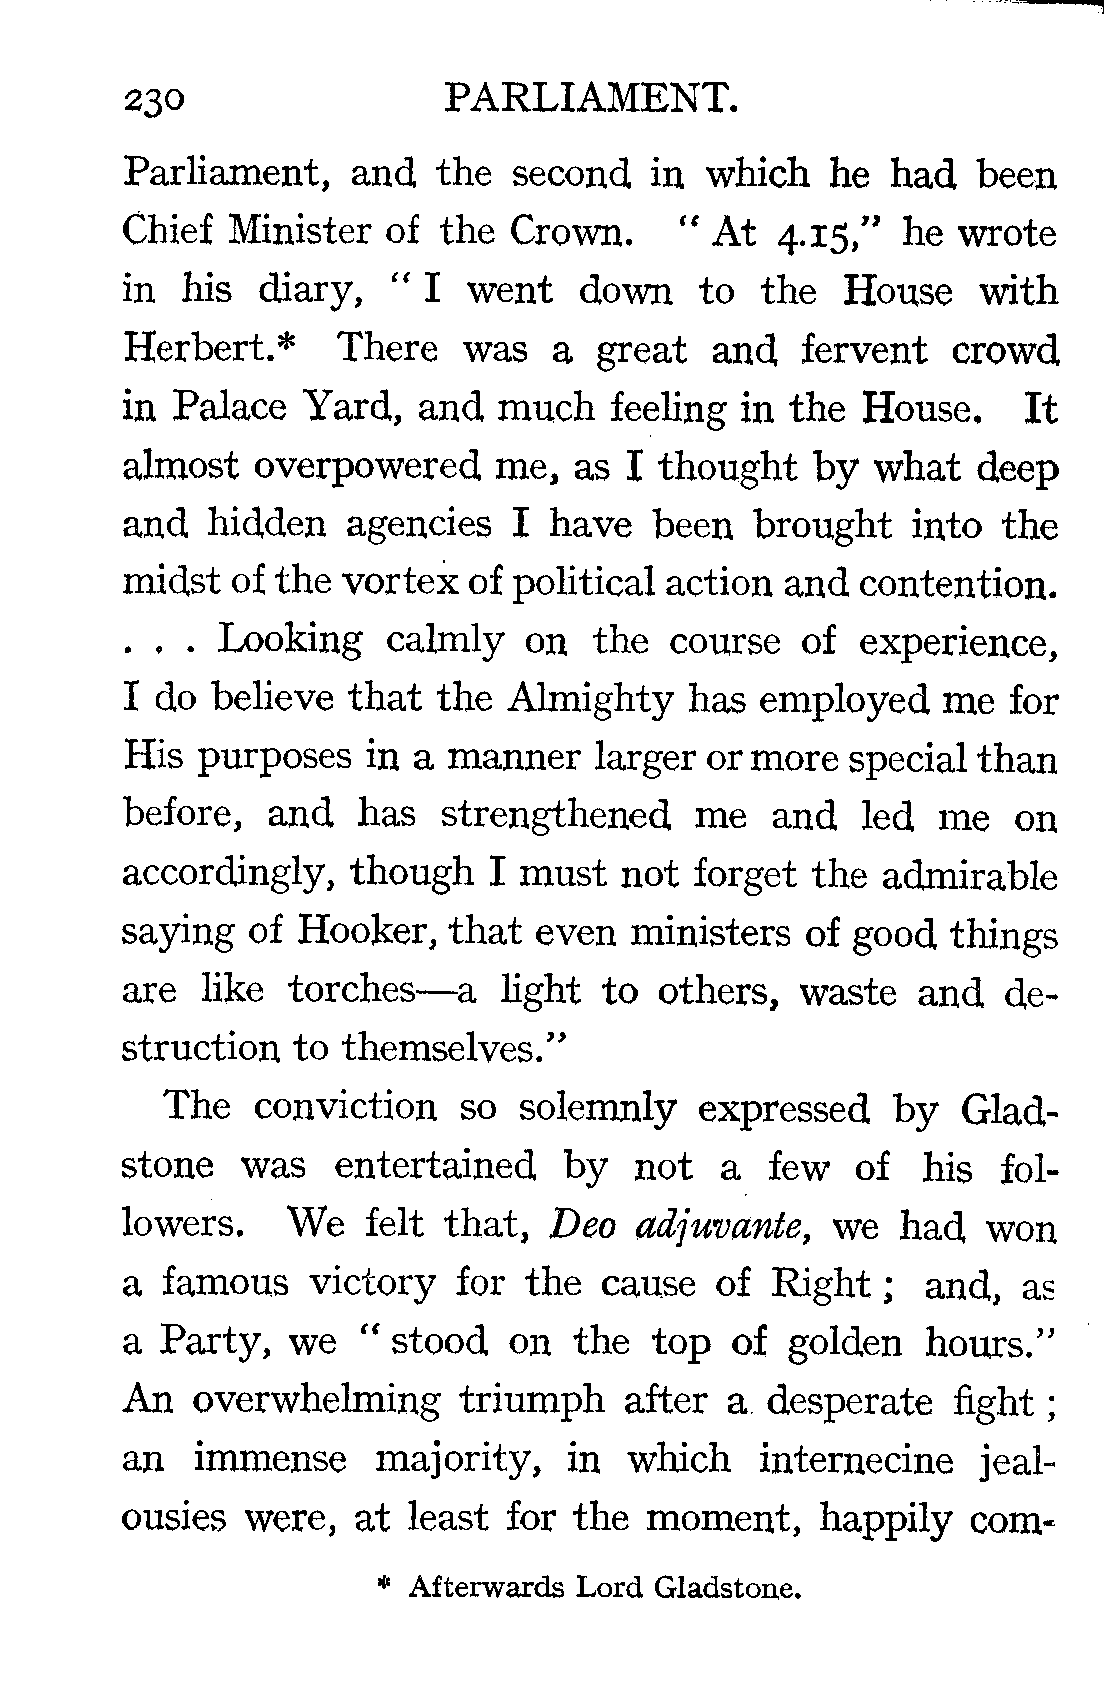 230 PARLIAMENT.
Parliament, and the second in which he had been
Chief Minister of the Crown. "At 4.15," he wrote
in his diary, "I went down to the House with
Herbert.* There was a great and fervent crowd
in Palace Yard, and much feeling in the House. It
almost overpowered me, as I thought by what deep
and hidden agencies I have been brought into the
midst of the vortex of political action and contention.
. . . Looking calmly on the course of experience,
I do believe that the Almighty has employed me for
His purposes in a manner larger or more special than
before, and has strengthened me and led me on
accordingly, though I must not forget the admirable
saying of Hooker, that even ministers of good things
are like torches—a light to others, waste and de-
struction to themselves."
The conviction so solemnly expressed by Glad-
stone was entertained by not a few of his fol-
lowers. We felt that, Deo adjuvante, we had won
a famous victory for the cause of Right ; and, as
a Party, we "stood on the top of golden hours."
An overwhelming triumph after a desperate fight ;
an immense majority, in which internecine jeal-
ousies were, at least for the moment, happily com-
* Afterwards Lord Gladstone.